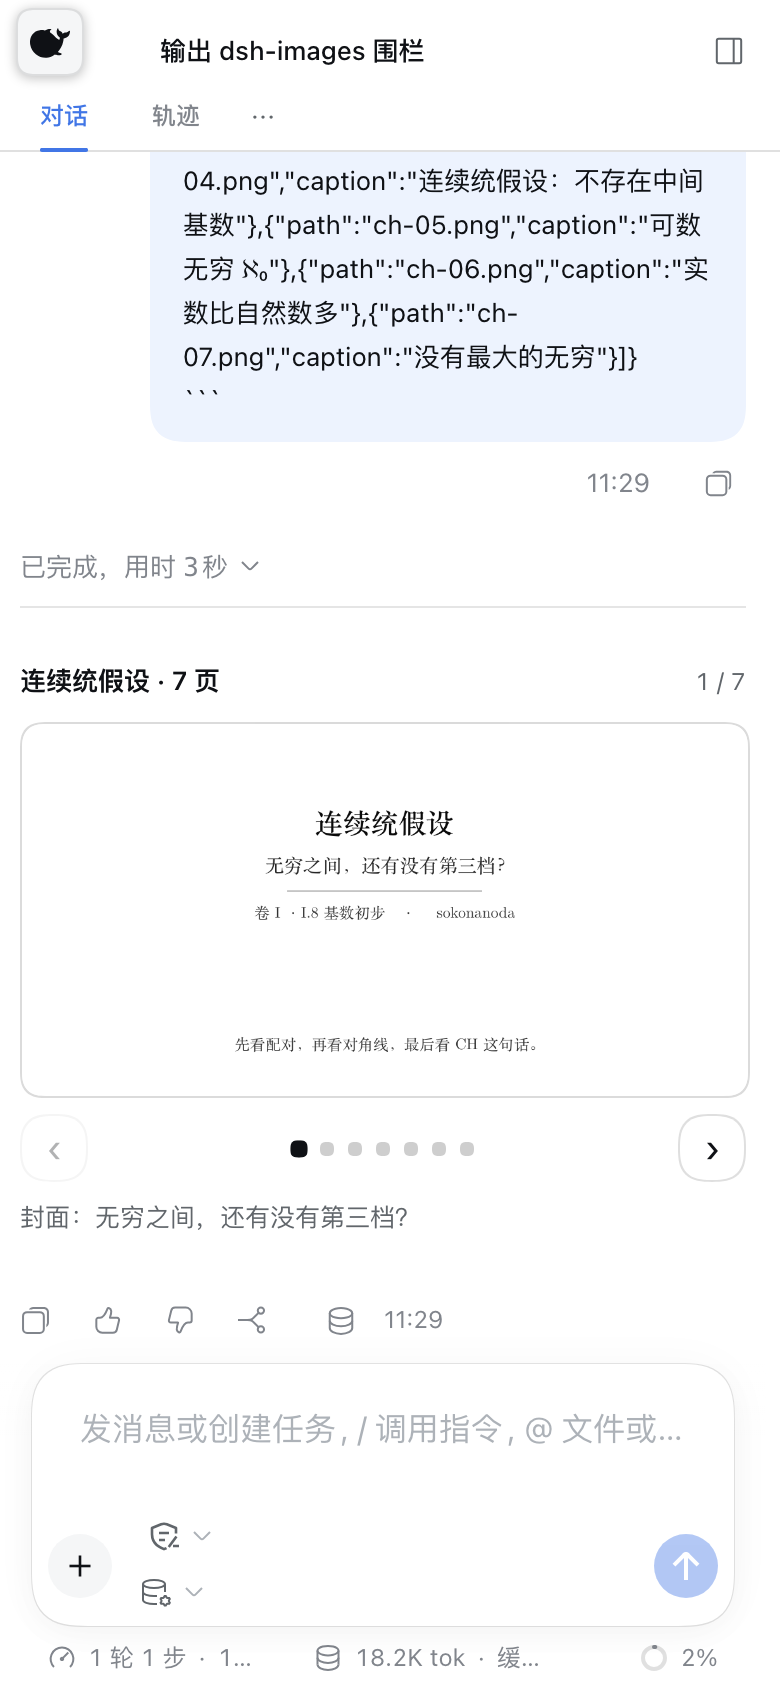 输出 dsh-images 围栏
对话 轨迹 ...
04.png","caption":"连续统假设：不存在中间
基数"},{"path":"ch-05.png","caption":"可数
无穷 ℵ₀"},{"path":"ch-06.png","caption":"实
数比自然数多"},{"path":"ch-
07.png","caption":"没有最大的无穷"}]}
```
11:29
已完成，用时 3 秒
连续统假设 · 7 页 1 / 7
连续统假设
无穷之间，还有没有第三档？
卷 I · I.8 基数初步 · sokonanoda
先看配对，再看对角线，最后看 CH 这句话。
封面：无穷之间，还有没有第三档？
11:29
发消息或创建任务, / 调用指令, @ 文件或...
1 轮 1 步 · 1... 18.2K tok · 缓... 2%